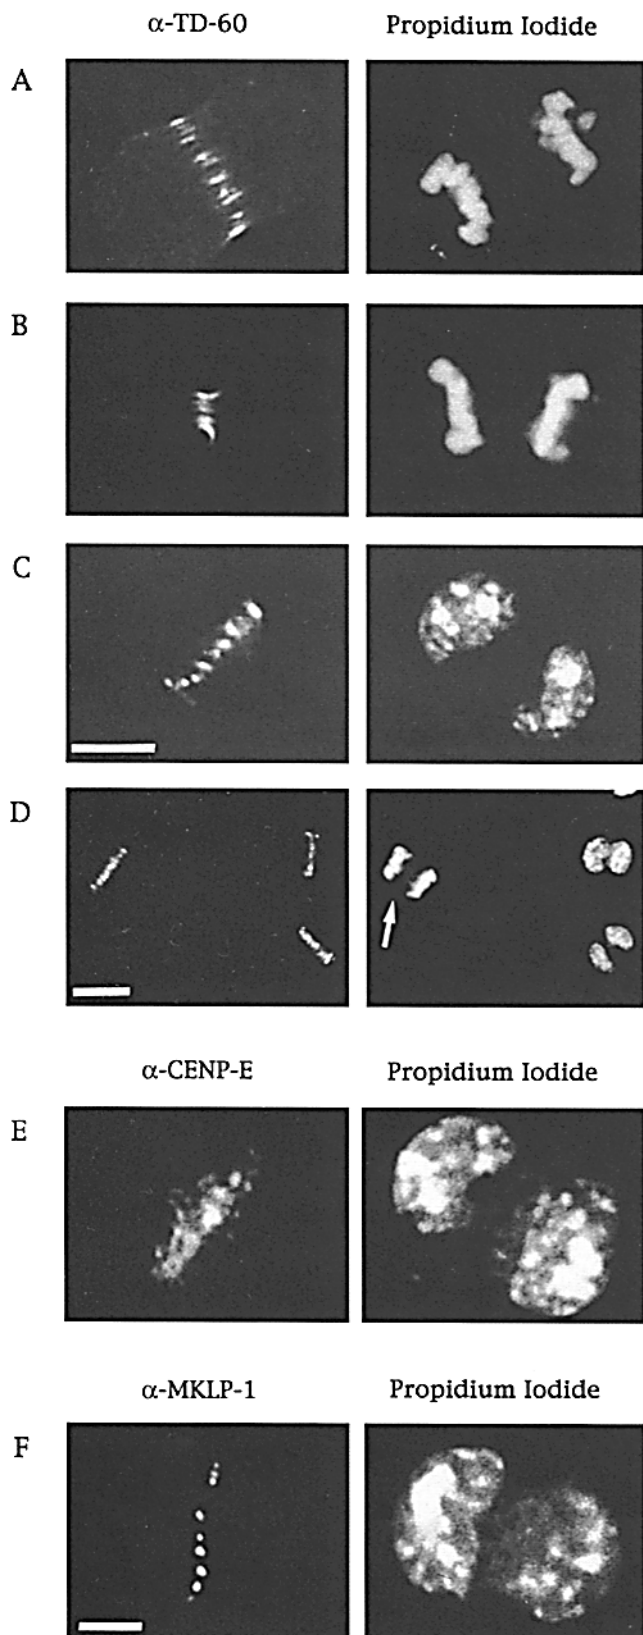 α-TD-60 Propidium Iodide
A
B
C
D
α-CENP-E Propidium Iodide
E
α-MKLP-1 Propidium Iodide
F